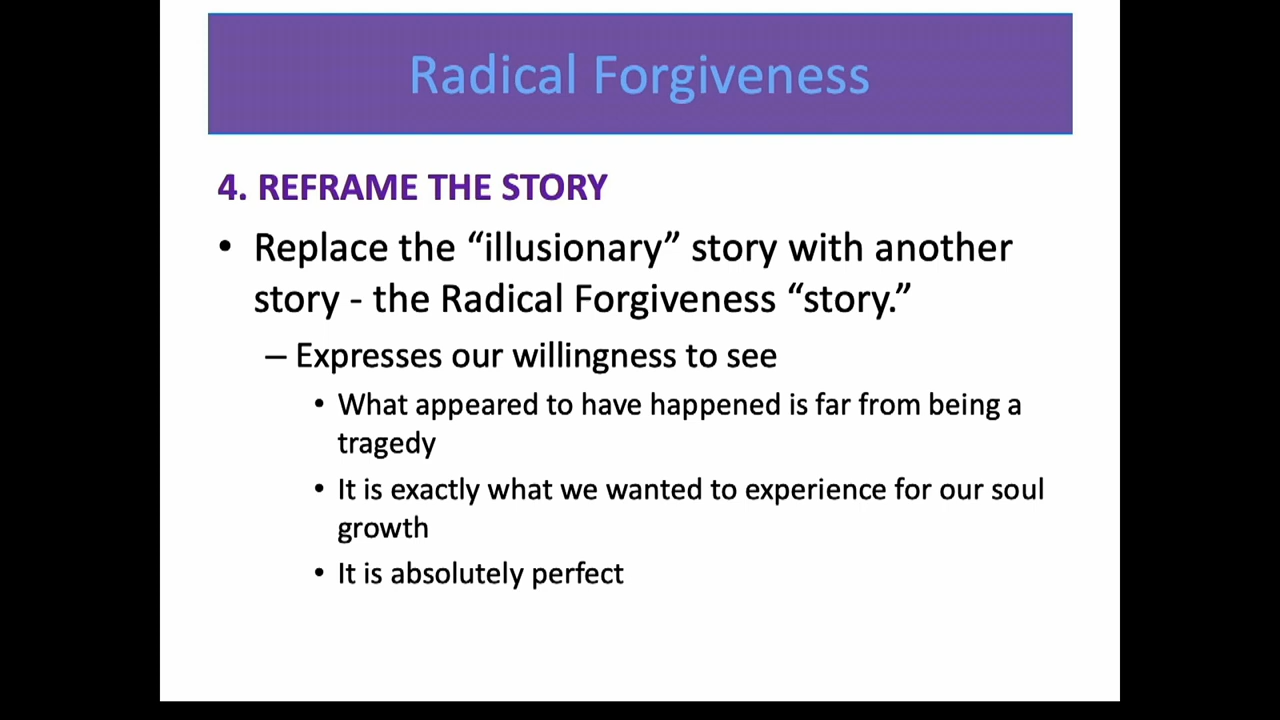 Radical Forgiveness
4. REFRAME THE STORY
• Replace the “illusionary” story with another
story - the Radical Forgiveness “story.”
– Expresses our willingness to see
• What appeared to have happened is far from being a
tragedy
• It is exactly what we wanted to experience for our soul
growth
• It is absolutely perfect